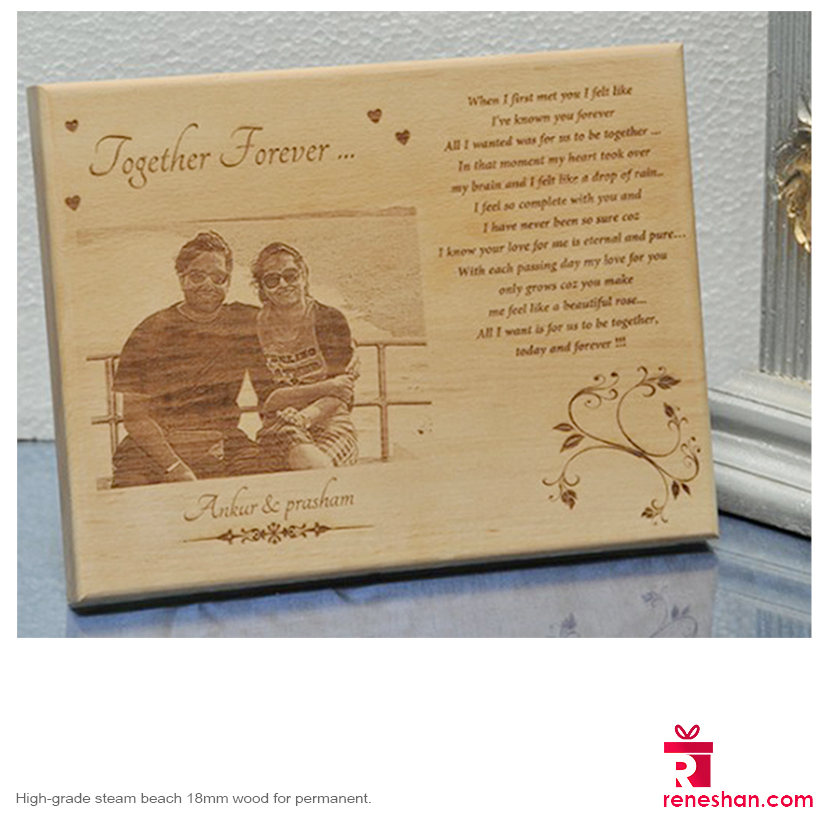 Together Forever ...
When I first met you I felt like
I've known you forever
All I wanted was for us to be together ...
In that moment my heart took over
my brain and I felt like a drop of rain..
I feel so complete with you and
I have never been so sure coz
I know your love for me is eternal and pure...
With each passing day my love for you
only grows coz you make
me feel like a beautiful rose...
All I want is for us to be together,
today and forever !!!
Ankur & prasham
High-grade steam beach 18mm wood for permanent.
R
reneshan.com